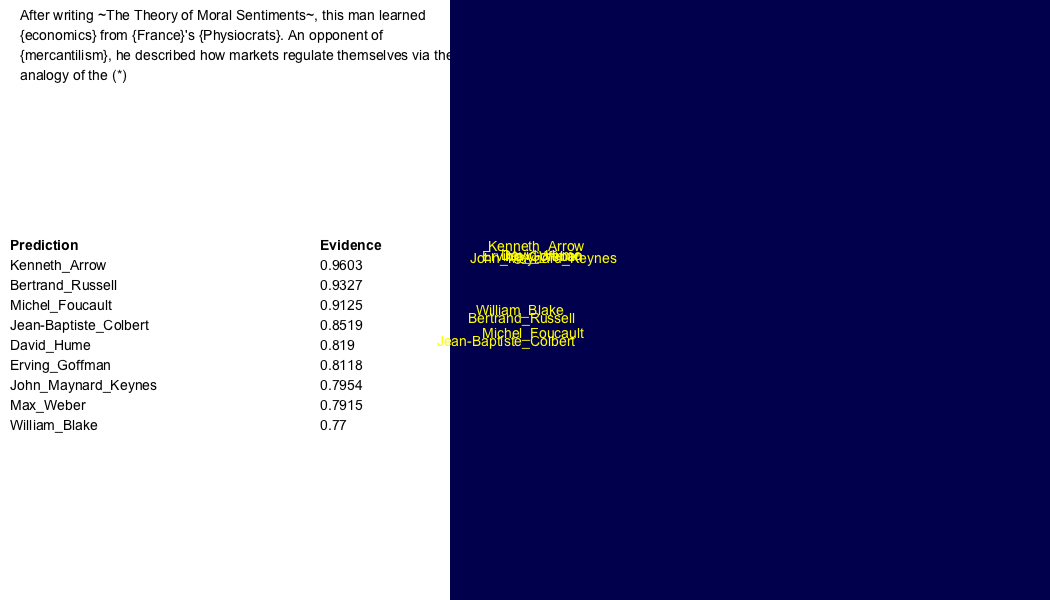 After writing ~The Theory of Moral Sentiments~, this man learned
{economics} from {France}'s {Physiocrats}. An opponent of
{mercantilism}, he described how markets regulate themselves via the
analogy of the (*)
Prediction Evidence
Kenneth_Arrow 0.9603
Bertrand_Russell 0.9327
Michel_Foucault 0.9125
Jean-Baptiste_Colbert 0.8519
David_Hume 0.819
Erving_Goffman 0.8118
John_Maynard_Keynes 0.7954
Max_Weber 0.7915
William_Blake 0.77
Kenneth_Arrow
John_Maynard_Keynes
William_Blake
Bertrand_Russell
Michel_Foucault
Jean-Baptiste_Colbert